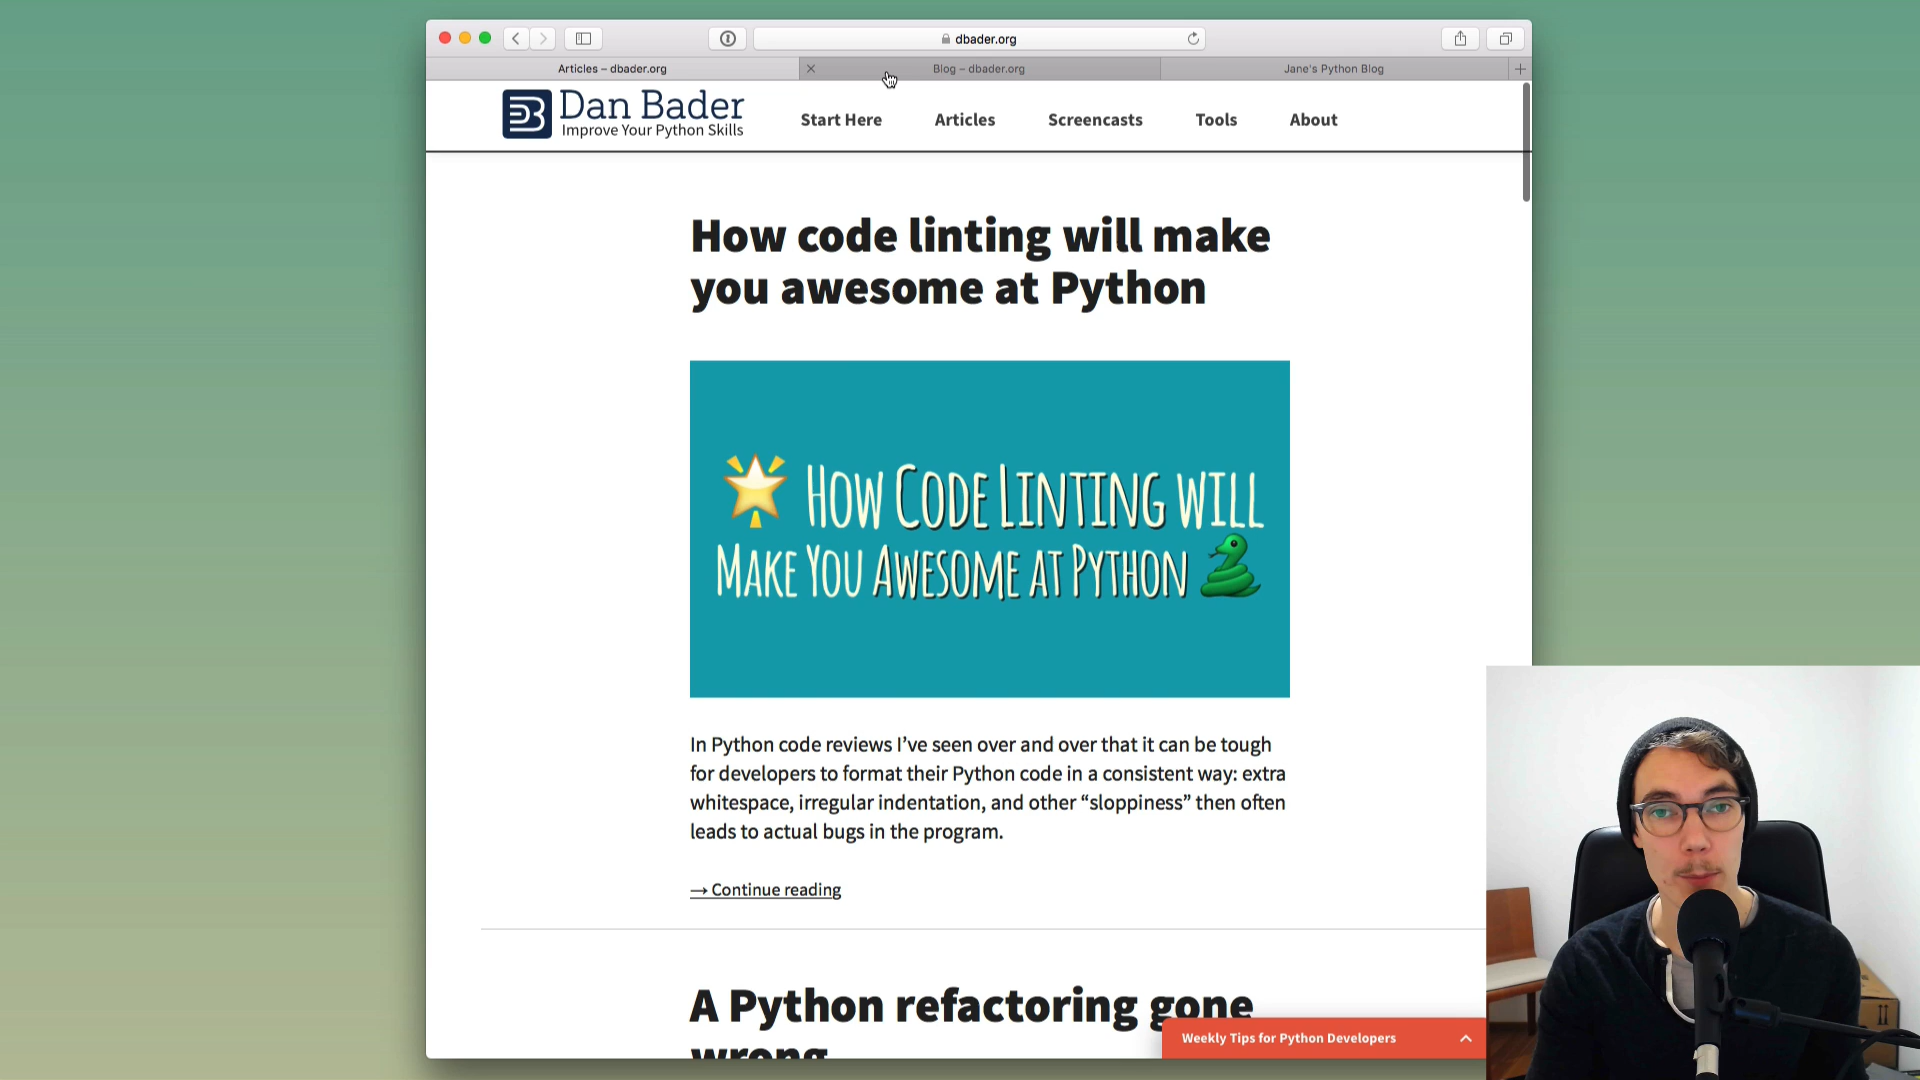 dbader.org
Articles – dbader.org
Blog – dbader.org
Jane's Python Blog
Dan Bader
Improve Your Python Skills
Start Here
Articles
Screencasts
Tools
About
How code linting will make
you awesome at Python
How Code Linting will
Make You Awesome at Python
In Python code reviews I’ve seen over and over that it can be tough
for developers to format their Python code in a consistent way: extra
whitespace, irregular indentation, and other “sloppiness” then often
leads to actual bugs in the program.
→ Continue reading
A Python refactoring gone
wrong
Weekly Tips for Python Developers